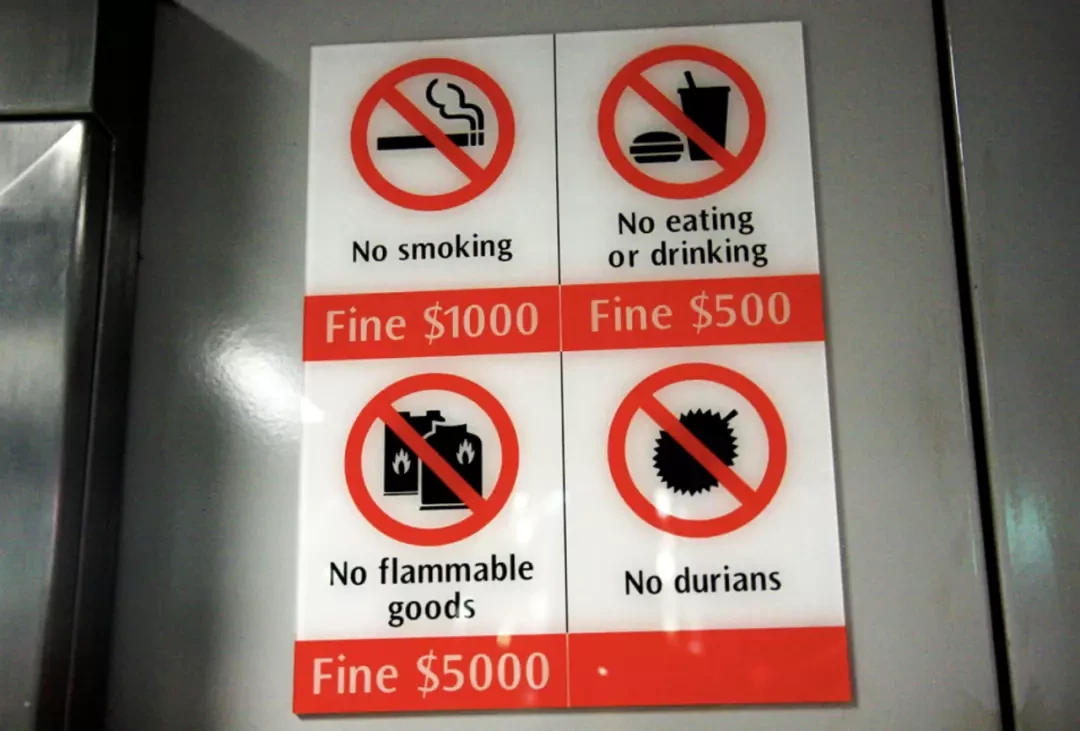 No smoking
Fine $1000
No eating
or drinking
Fine $500
No flammable
goods
Fine $5000
No durians